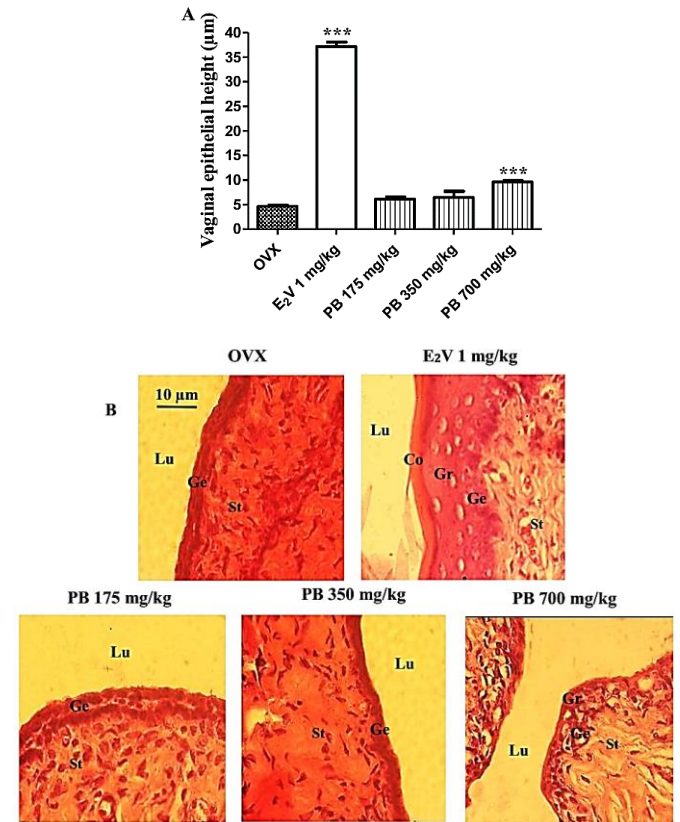 A
Vaginal epithelial height (µm)
40
35
30
25
20
15
10
5
0
***
***
OVX
E₂V 1 mg/kg
PB 175 mg/kg
PB 350 mg/kg
PB 700 mg/kg
B
OVX
E₂V 1 mg/kg
10 µm
Lu
Ge
St
Lu
Co
Gr
Ge
St
PB 175 mg/kg
PB 350 mg/kg
PB 700 mg/kg
Lu
Ge
St
Lu
St
Ge
Gr
Ge
St
Lu